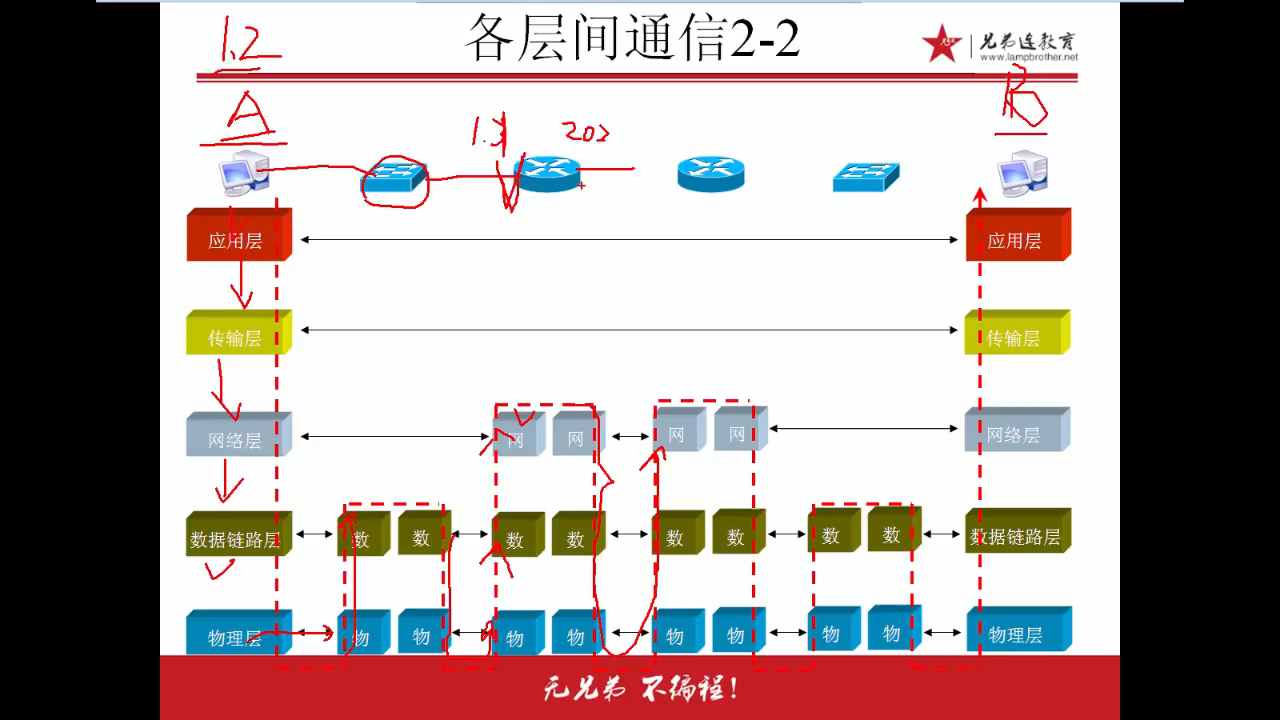 各层间通信2-2
兄弟连教育
www.lampbrother.net
1.2
A
B
1.3
202
应用层 应用层
传输层 传输层
网络层 网 网 网 网 网络层
数据链路层 数 数 数 数 数 数 数 数 数据链路层
物理层 物 物 物 物 物 物 物 物 物理层
无兄弟 不编程!